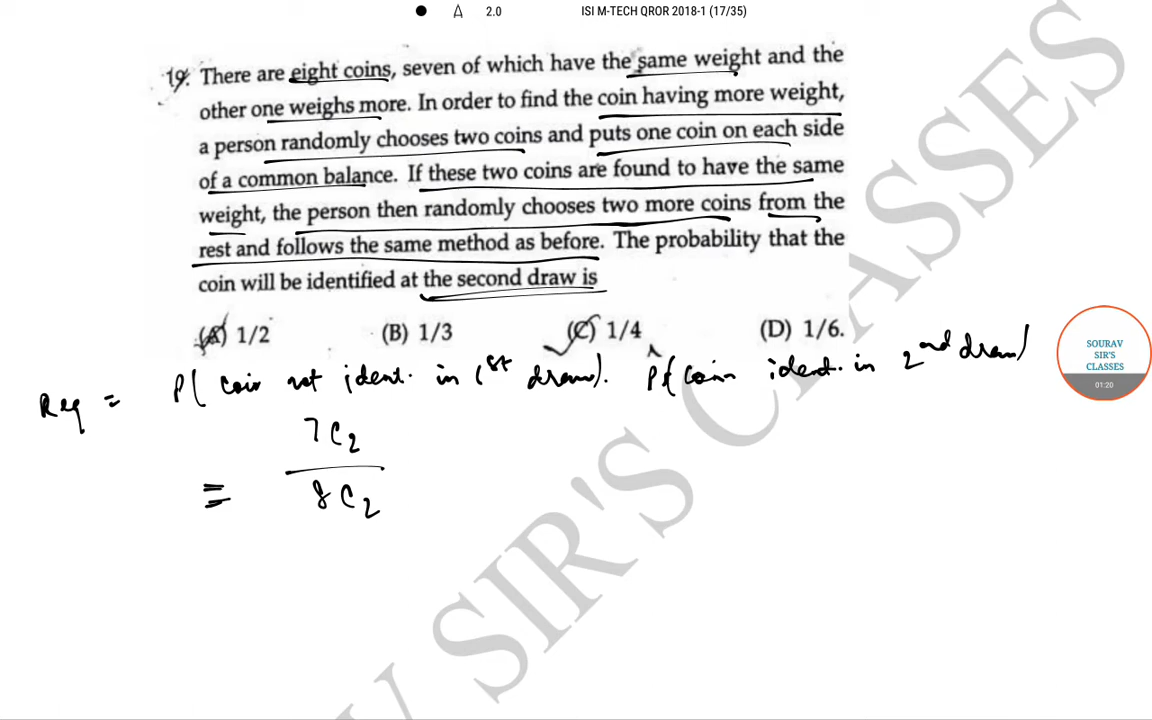 2.0 ISI M-TECH QROR 2018-1 (17/35)
19. There are eight coins, seven of which have the same weight and the
other one weighs more. In order to find the coin having more weight,
a person randomly chooses two coins and puts one coin on each side
of a common balance. If these two coins are found to have the same
weight, the person then randomly chooses two more coins from the
rest and follows the same method as before. The probability that the
coin will be identified at the second draw is
(A) 1/2 (B) 1/3 (C) 1/4 (D) 1/6.
Req = P( coin not ident. in 1st draw). P( coin ident. in 2nd draw)
= 7C2
8C2
SOURAV
SIR'S
CLASSES
01:20
V SIR'S CLASSES